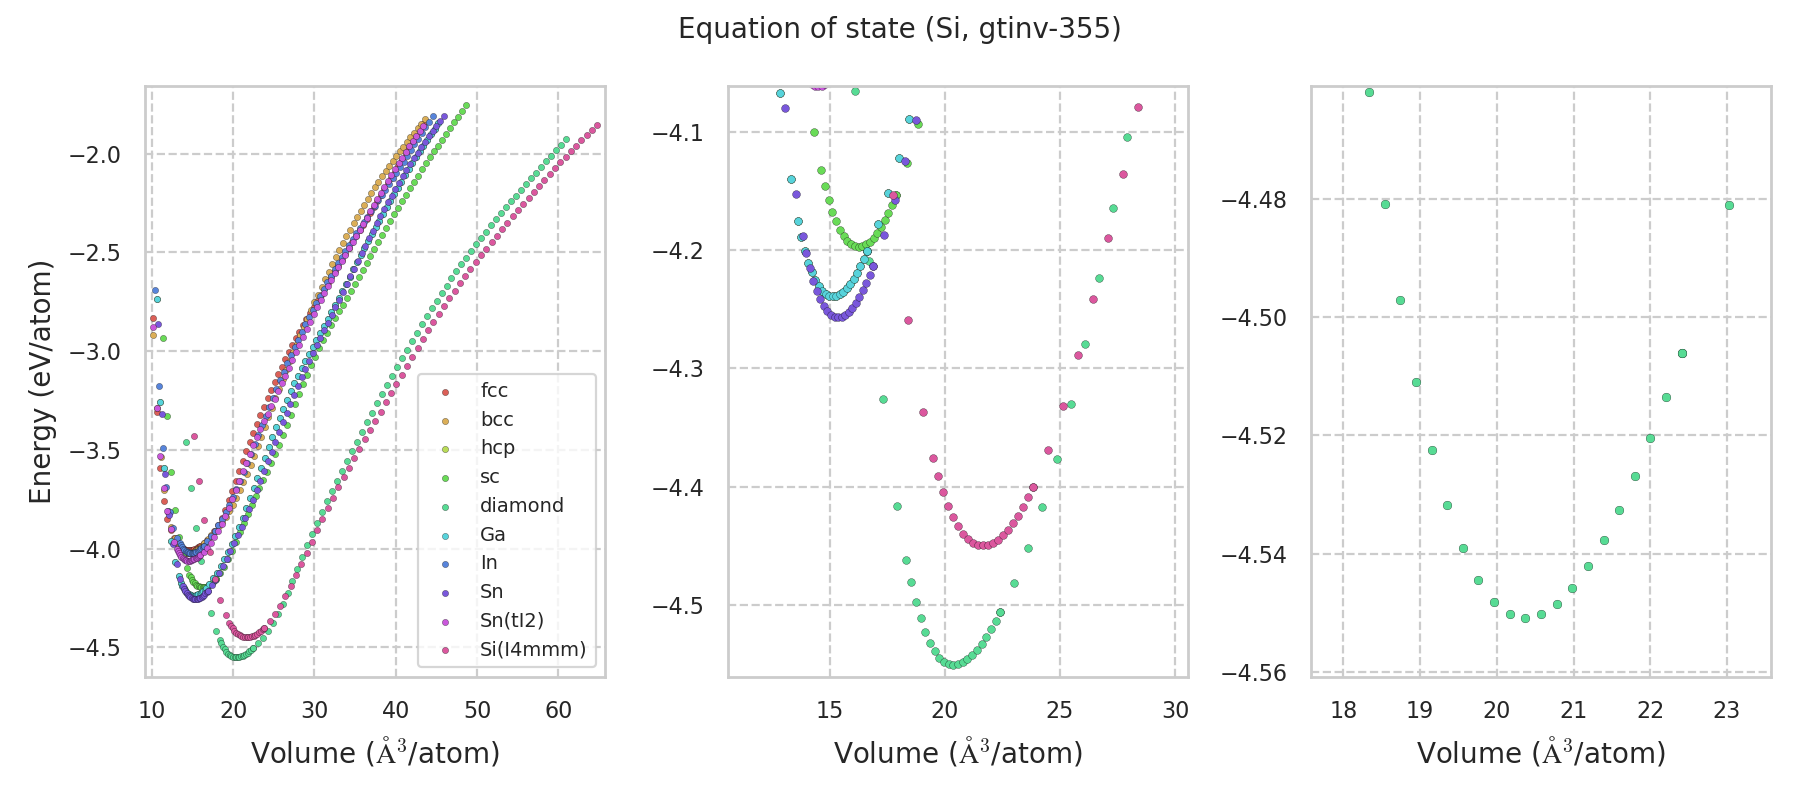 Equation of state (Si, gtinv-355)
Energy (eV/atom)
−2.0
−2.5
−3.0
−3.5
−4.0
−4.5
10 20 30 40 50 60
Volume (Å³/atom)
fcc
bcc
hcp
sc
diamond
Ga
In
Sn
Sn(tI2)
Si(I4mmm)
−4.1
−4.2
−4.3
−4.4
−4.5
15 20 25 30
Volume (Å³/atom)
−4.48
−4.50
−4.52
−4.54
−4.56
18 19 20 21 22 23
Volume (Å³/atom)